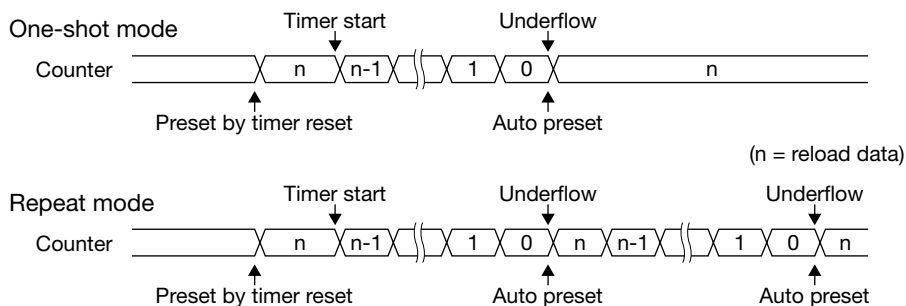 One-shot mode
Timer start Underflow
Counter n n-1 1 0 n
Preset by timer reset Auto preset
(n = reload data)
Repeat mode
Timer start Underflow Underflow
Counter n n-1 1 0 n n-1 1 0 n
Preset by timer reset Auto preset Auto preset